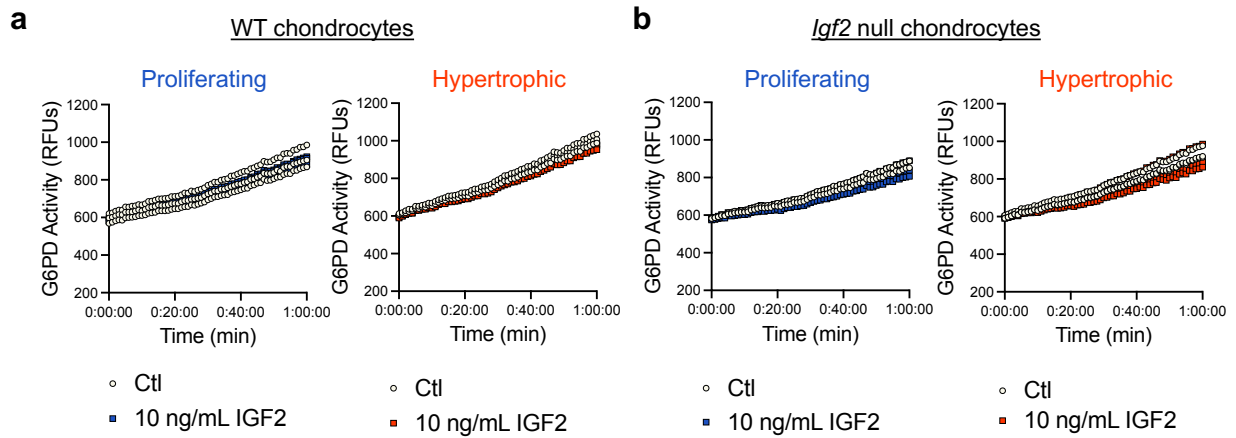 a
WT chondrocytes
b
Igf2 null chondrocytes
Proliferating
G6PD Activity (RFUs)
1200
1000
800
600
400
200
0:00:00 0:20:00 0:40:00 1:00:00
Time (min)
Ctl
10 ng/mL IGF2
Hypertrophic
G6PD Activity (RFUs)
1200
1000
800
600
400
200
0:00:00 0:20:00 0:40:00 1:00:00
Time (min)
Ctl
10 ng/mL IGF2
Proliferating
G6PD Activity (RFUs)
1200
1000
800
600
400
200
0:00:00 0:20:00 0:40:00 1:00:00
Time (min)
Ctl
10 ng/mL IGF2
Hypertrophic
G6PD Activity (RFUs)
1200
1000
800
600
400
200
0:00:00 0:20:00 0:40:00 1:00:00
Time (min)
Ctl
10 ng/mL IGF2